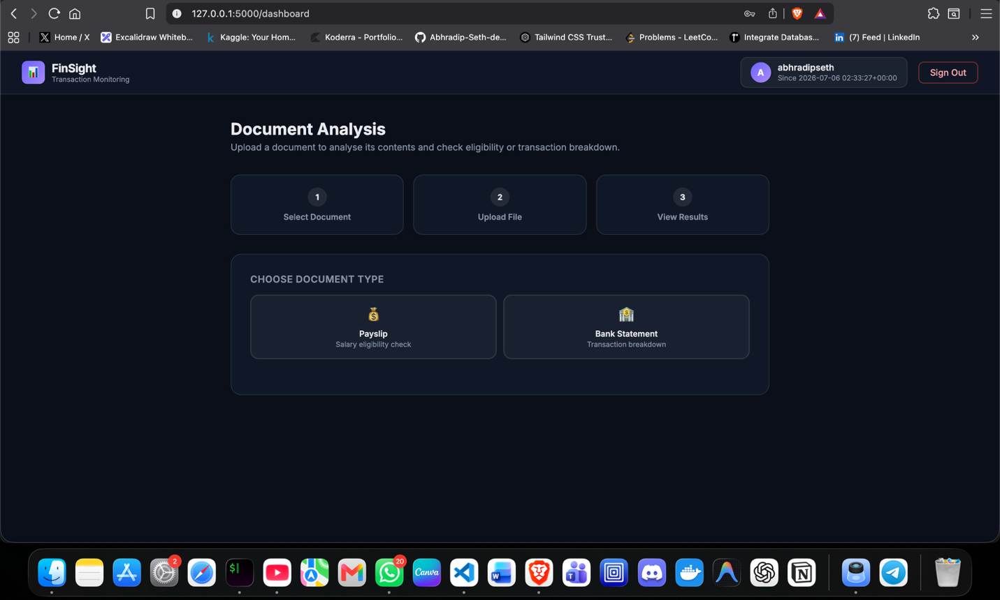 127.0.0.1:5000/dashboard
Home / X
Excalidraw Whiteb...
Kaggle: Your Hom...
Koderra - Portfolio...
Abhradip-Seth-de...
Tailwind CSS Trust...
Problems - LeetCo...
Integrate Databas...
(7) Feed | LinkedIn
FinSight
Transaction Monitoring
A
abhradipseth
Since 2026-07-06 02:33:27+00:00
Sign Out
Document Analysis
Upload a document to analyse its contents and check eligibility or transaction breakdown.
1
Select Document
2
Upload File
3
View Results
CHOOSE DOCUMENT TYPE
Payslip
Salary eligibility check
Bank Statement
Transaction breakdown
2
20
$
Canva